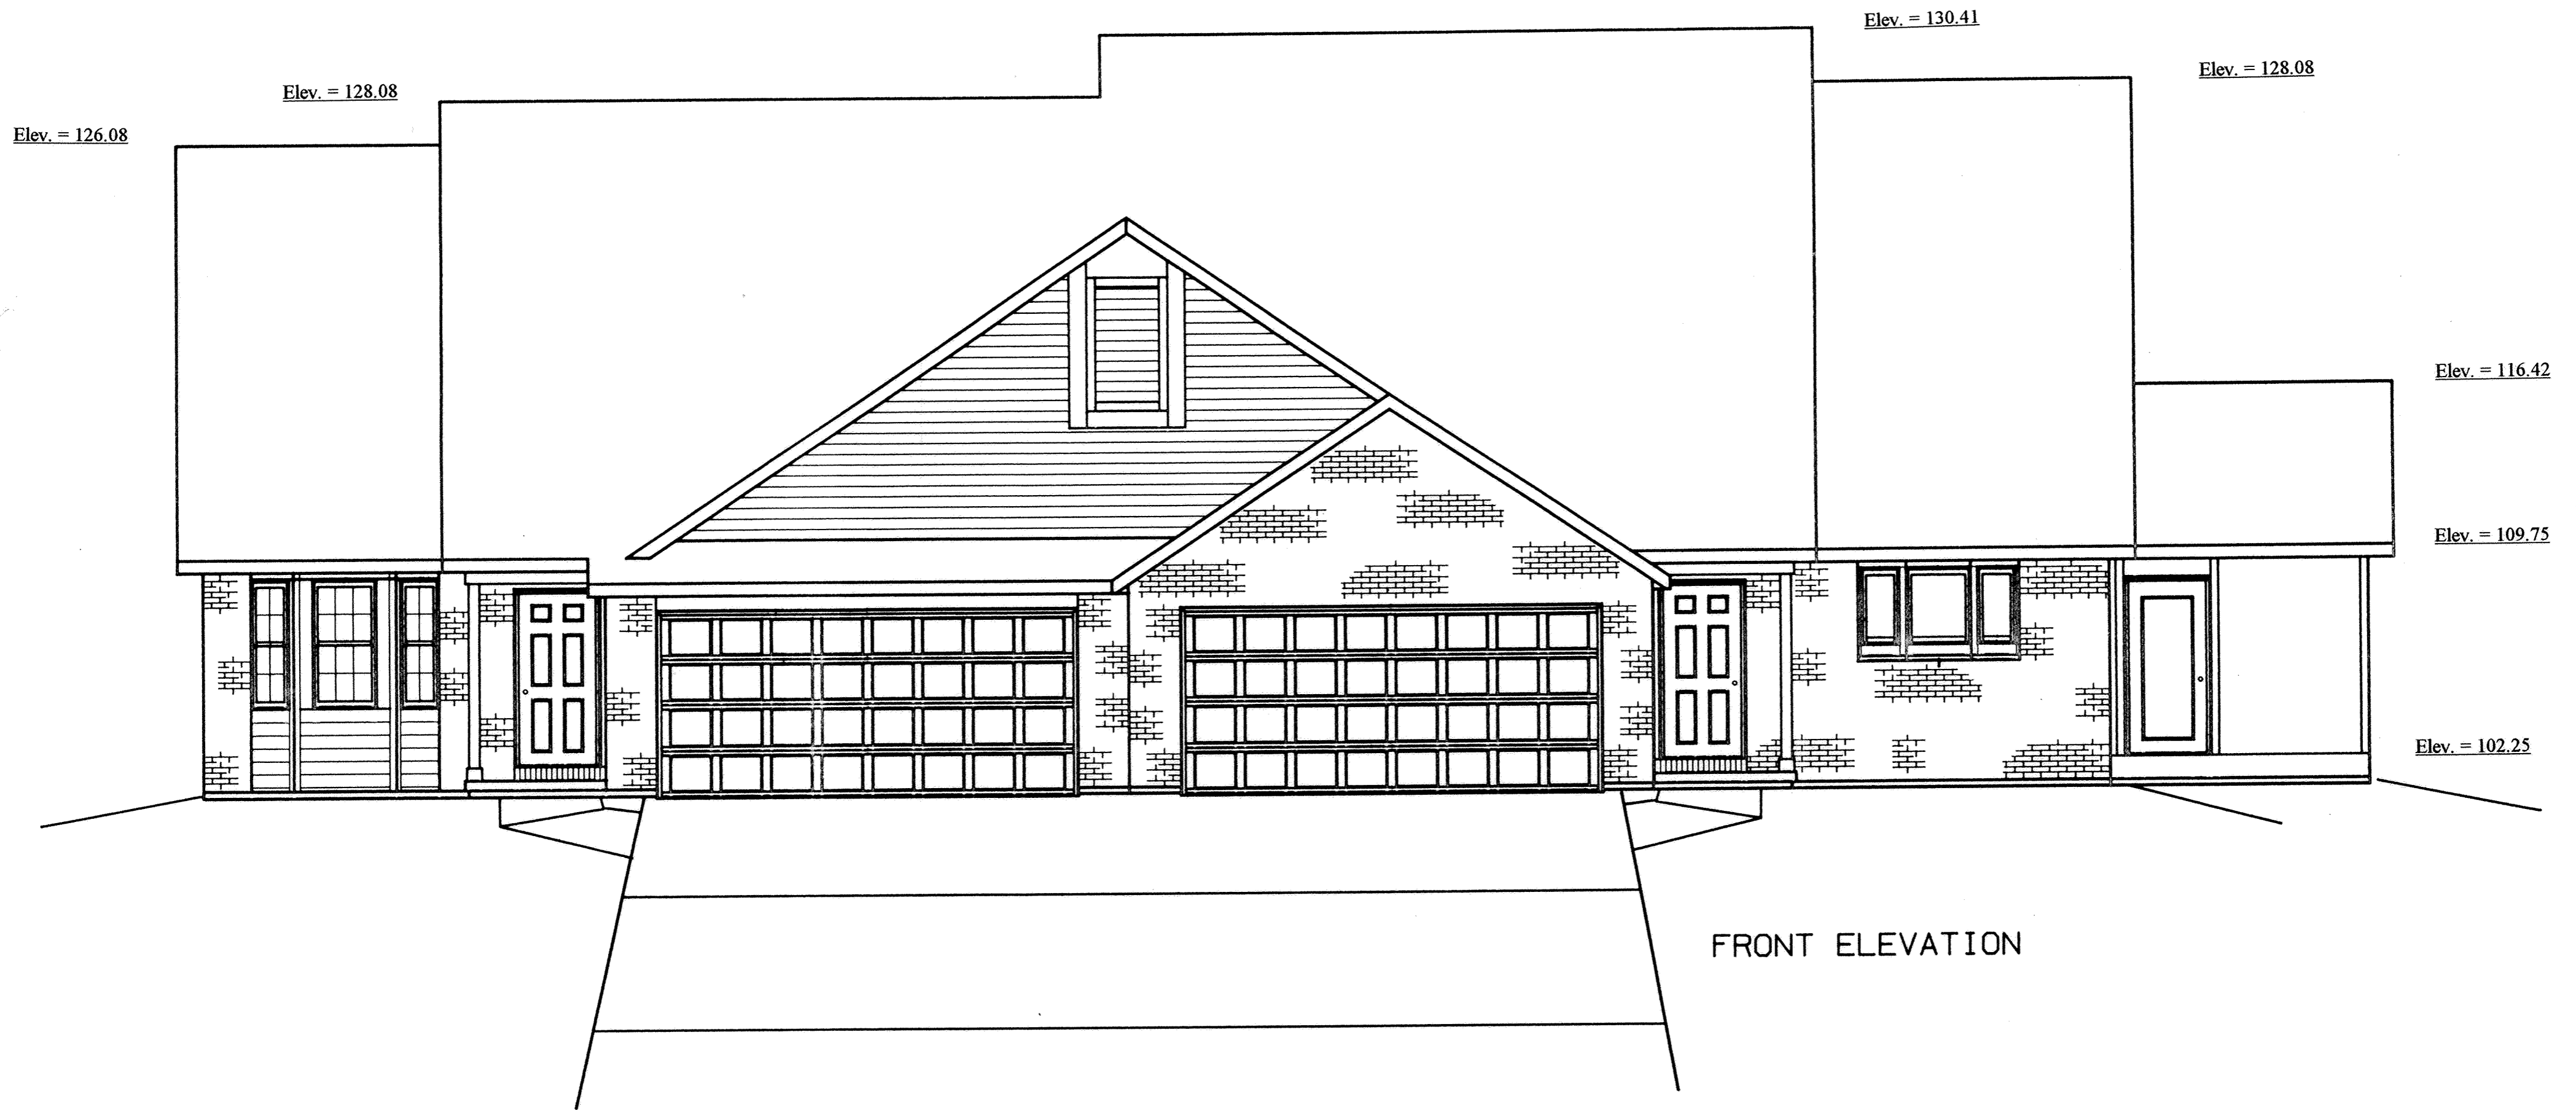 Elev. = 130.41
Elev. = 128.08
Elev. = 128.08
Elev. = 126.08
Elev. = 116.42
Elev. = 109.75
Elev. = 102.25
FRONT ELEVATION